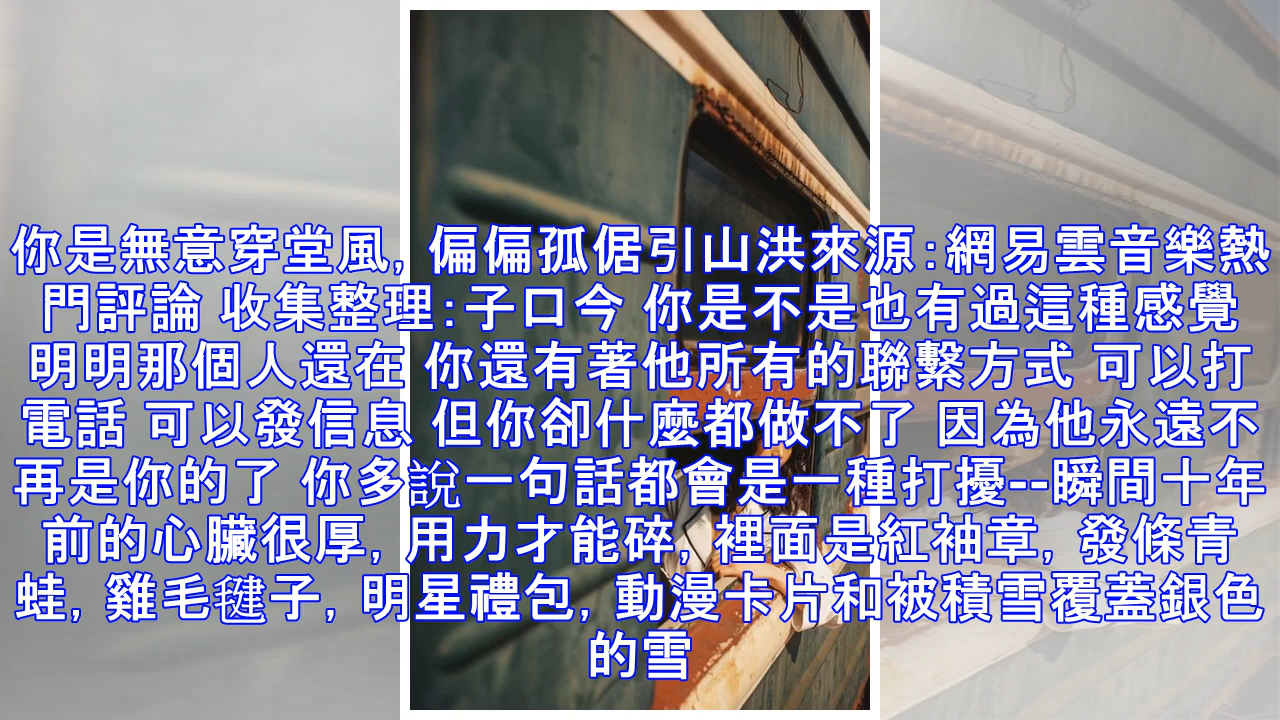 你是無意穿堂風, 偏偏孤倨引山洪來源:網易雲音樂熱
門評論 收集整理:子口今 你是不是也有過這種感覺
明明那個人還在 你還有著他所有的聯繫方式 可以打
電話 可以發信息 但你卻什麼都做不了 因為他永遠不
再是你的了 你多說一句話都會是一種打擾--瞬間十年
前的心臟很厚, 用力才能碎, 裡面是紅袖章, 發條青
蛙, 雞毛毽子, 明星禮包, 動漫卡片和被積雪覆蓋銀色
的雪